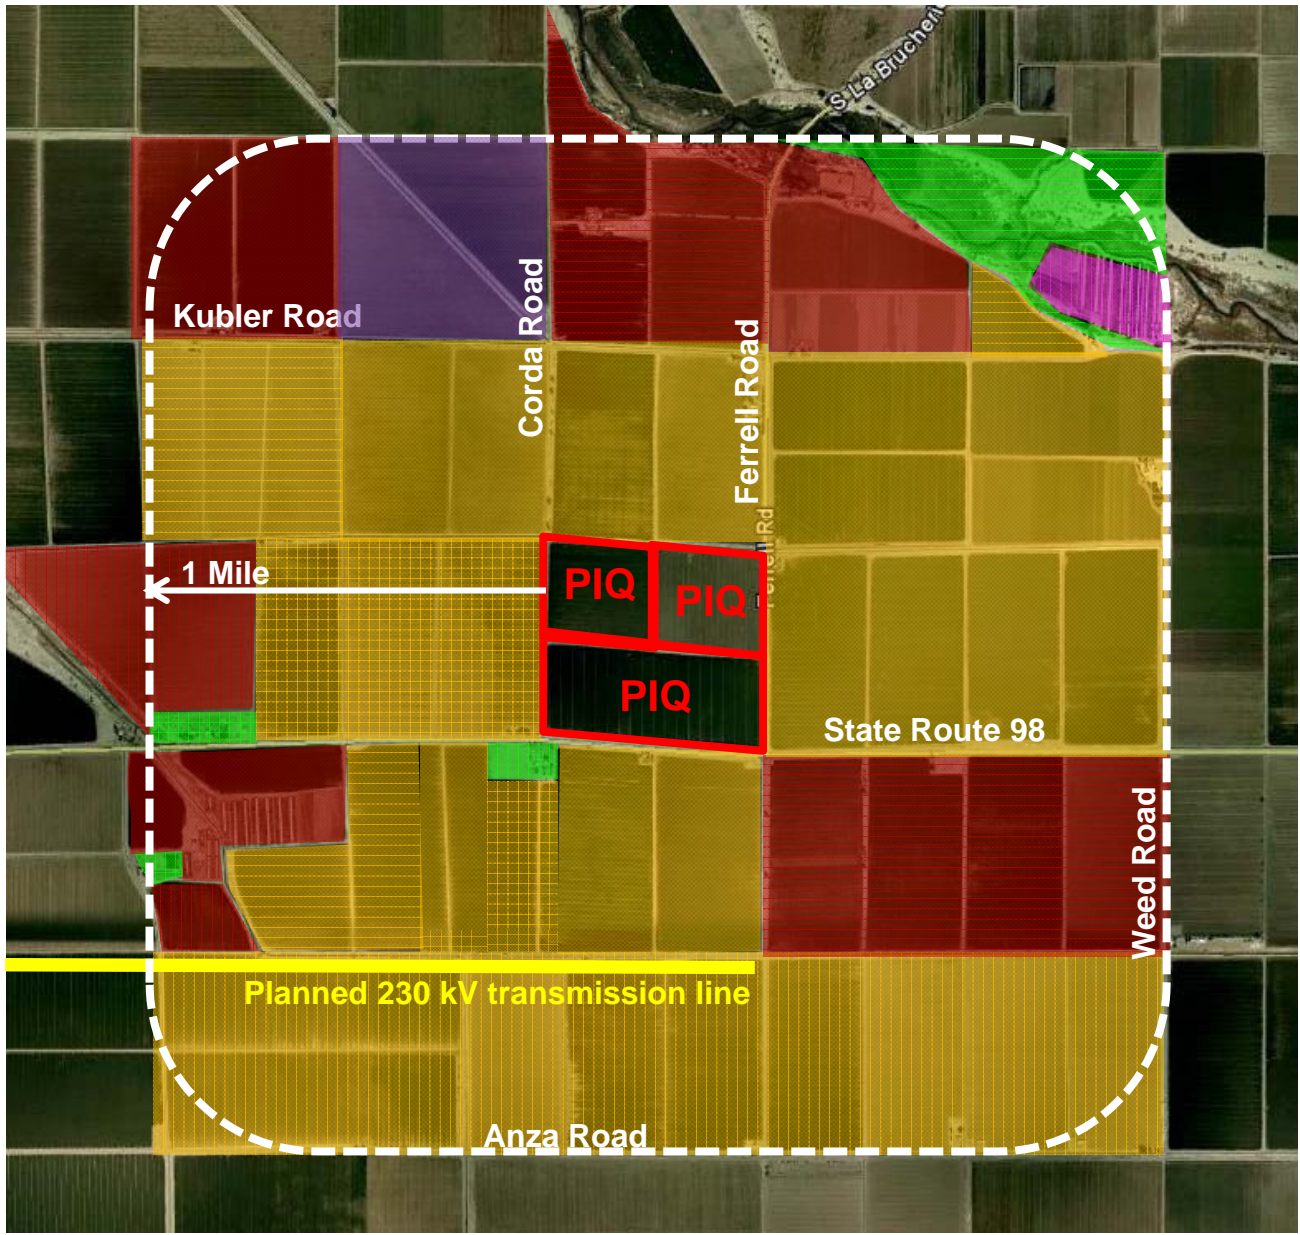 S La Brucheri
Kubler Road
Corda Road
Ferrell Road
Ferrell Rd
1 Mile
PIQ
PIQ
PIQ
State Route 98
Weed Road
Planned 230 kV transmission line
Anza Road